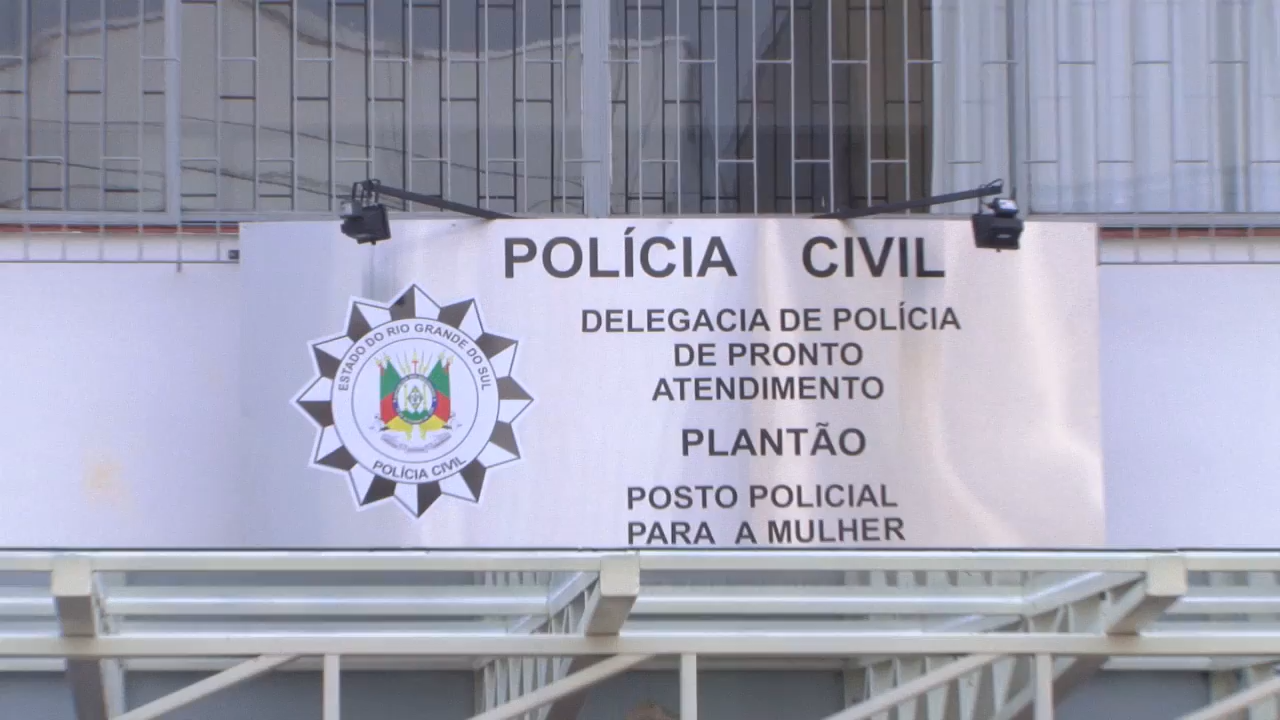 POLÍCIA CIVIL
DELEGACIA DE POLÍCIA
DE PRONTO
ATENDIMENTO
PLANTÃO
POSTO POLICIAL
PARA A MULHER
ESTADO DO RIO GRANDE DO SUL
POLÍCIA CIVIL